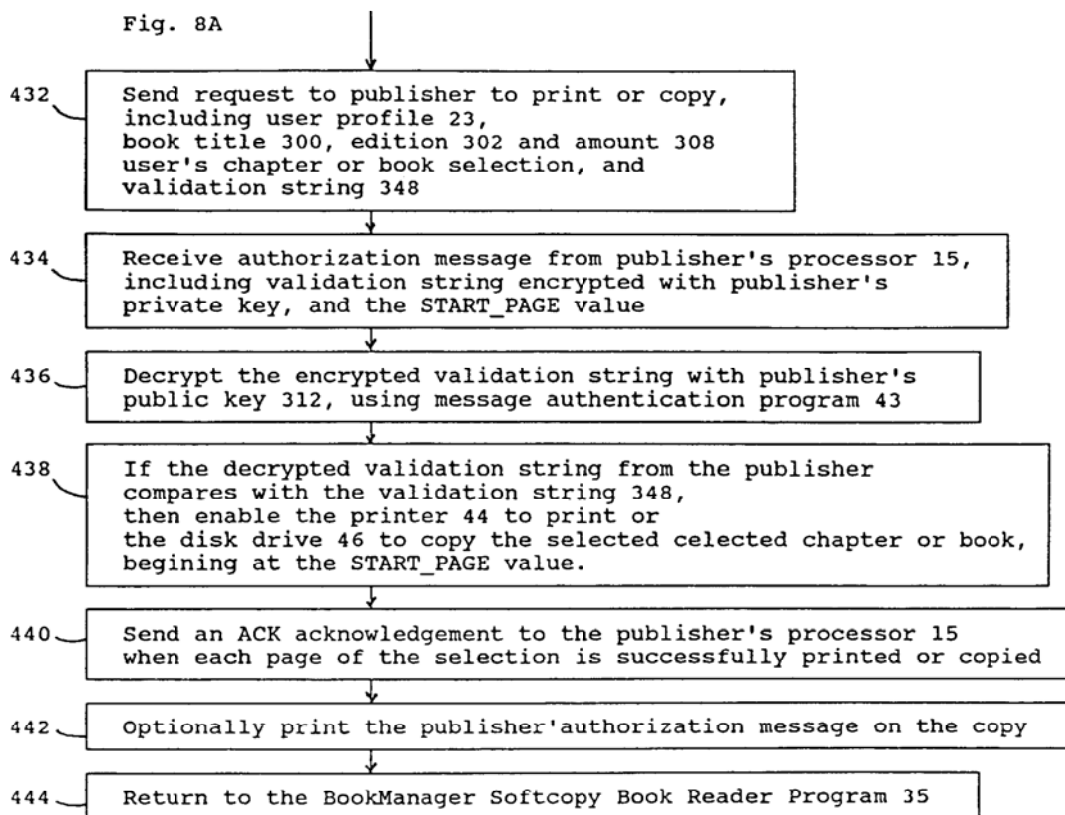 Fig. 8A
432
Send request to publisher to print or copy,
including user profile 23,
book title 300, edition 302 and amount 308
user's chapter or book selection, and
validation string 348
434
Receive authorization message from publisher's processor 15,
including validation string encrypted with publisher's
private key, and the START_PAGE value
436
Decrypt the encrypted validation string with publisher's
public key 312, using message authentication program 43
438
If the decrypted validation string from the publisher
compares with the validation string 348,
then enable the printer 44 to print or
the disk drive 46 to copy the selected celected chapter or book,
begining at the START_PAGE value.
440
Send an ACK acknowledgement to the publisher's processor 15
when each page of the selection is successfully printed or copied
442
Optionally print the publisher'authorization message on the copy
444
Return to the BookManager Softcopy Book Reader Program 35